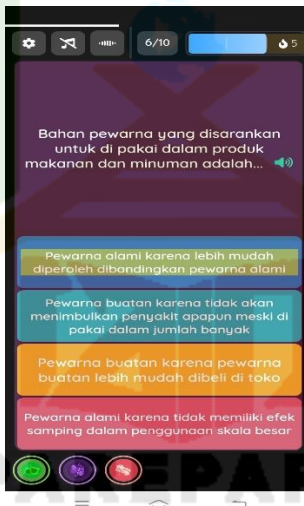 6/10
5
Bahan pewarna yang disarankan
untuk di pakai dalam produk
makanan dan minuman adalah...
Pewarna alami karena lebih mudah
diperoleh dibandingkan pewarna alami
Pewarna buatan karena tidak akan
menimbulkan penyakit apapun meski di
pakai dalam jumlah banyak
Pewarna buatan karena pewarna
buatan lebih mudah dibeli di toko
Pewarna alami karena tidak memiliki efek
samping dalam penggunaan skala besar
PAREPAR